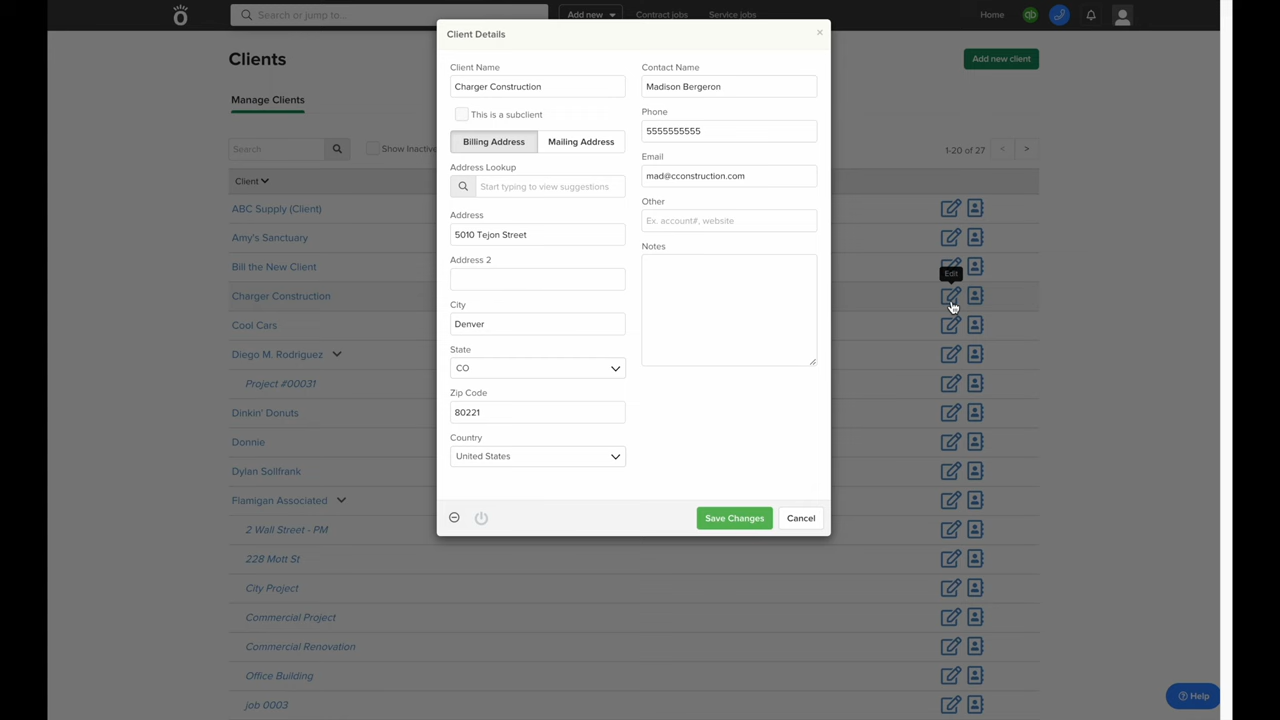 Search or jump to...
Add new
Contract jobs
Service jobs
Home
qb
Clients
Add new client
Manage Clients
Search
Show Inactive
1-20 of 27
Client
ABC Supply (Client)
Amy's Sanctuary
Bill the New Client
Charger Construction
Cool Cars
Diego M. Rodriguez
Project #00031
Dinkin' Donuts
Donnie
Dylan Sollfrank
Flamigan Associated
2 Wall Street - PM
228 Mott St
City Project
Commercial Project
Commercial Renovation
Office Building
job 0003
Edit
Help
Client Details
Client Name
Charger Construction
This is a subclient
Billing Address
Mailing Address
Address Lookup
Start typing to view suggestions
Address
5010 Tejon Street
Address 2
City
Denver
State
CO
Zip Code
80221
Country
United States
Contact Name
Madison Bergeron
Phone
5555555555
Email
mad@cconstruction.com
Other
Ex. account#, website
Notes
Save Changes
Cancel